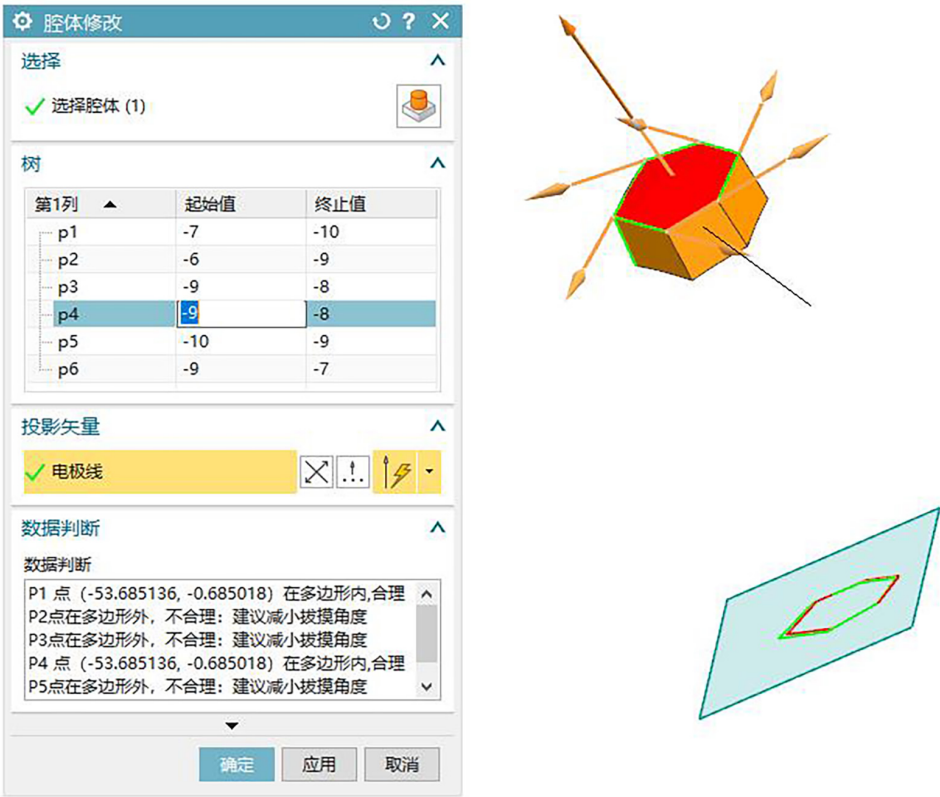 腔体修改
选择
选择腔体 (1)
树
第1列 起始值 终止值
p1 -7 -10
p2 -6 -9
p3 -9 -8
p4 -9 -8
p5 -10 -9
p6 -9 -7
投影矢量
电极线
数据判断
数据判断
P1 点（-53.685136, -0.685018）在多边形内,合理
P2点在多边形外，不合理：建议减小拔摸角度
P3点在多边形外，不合理：建议减小拔摸角度
P4 点（-53.685136, -0.685018）在多边形内,合理
P5点在多边形外，不合理：建议减小拔摸角度
确定 应用 取消